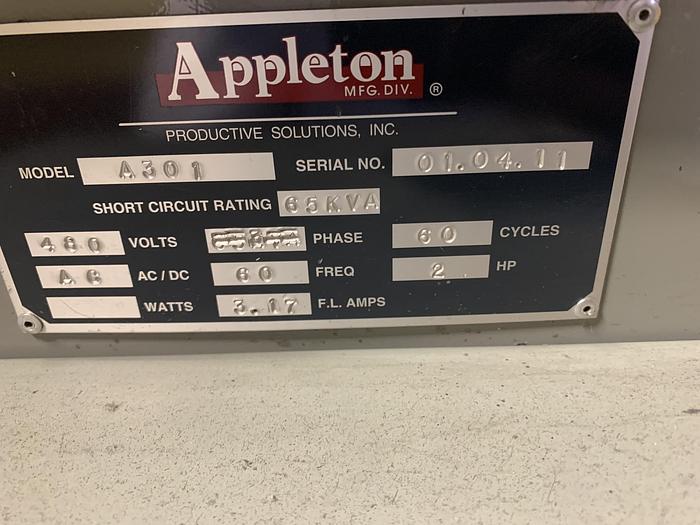 Appleton
MFG. DIV. ®
PRODUCTIVE SOLUTIONS, INC.
MODEL A301 SERIAL NO. 01.04.11
SHORT CIRCUIT RATING 65KVA
480 VOLTS PHASE 60 CYCLES
AC AC / DC 60 FREQ 2 HP
WATTS 3.17 F.L. AMPS